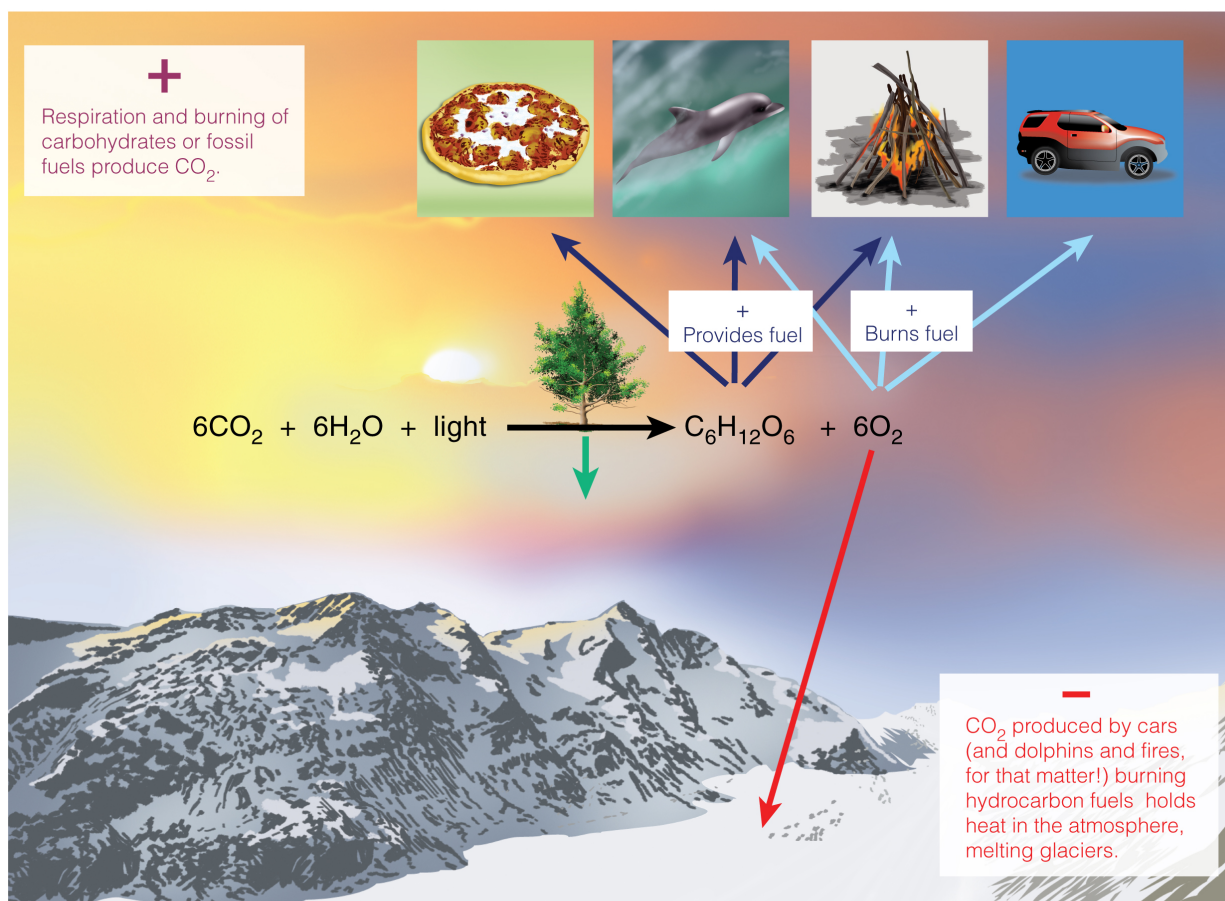 +
Respiration and burning of
carbohydrates or fossil
fuels produce CO₂.
+
Provides fuel
+
Burns fuel
6CO₂ + 6H₂O + light
C₆H₁₂O₆ + 6O₂
−
CO₂ produced by cars
(and dolphins and fires,
for that matter!) burning
hydrocarbon fuels holds
heat in the atmosphere,
melting glaciers.